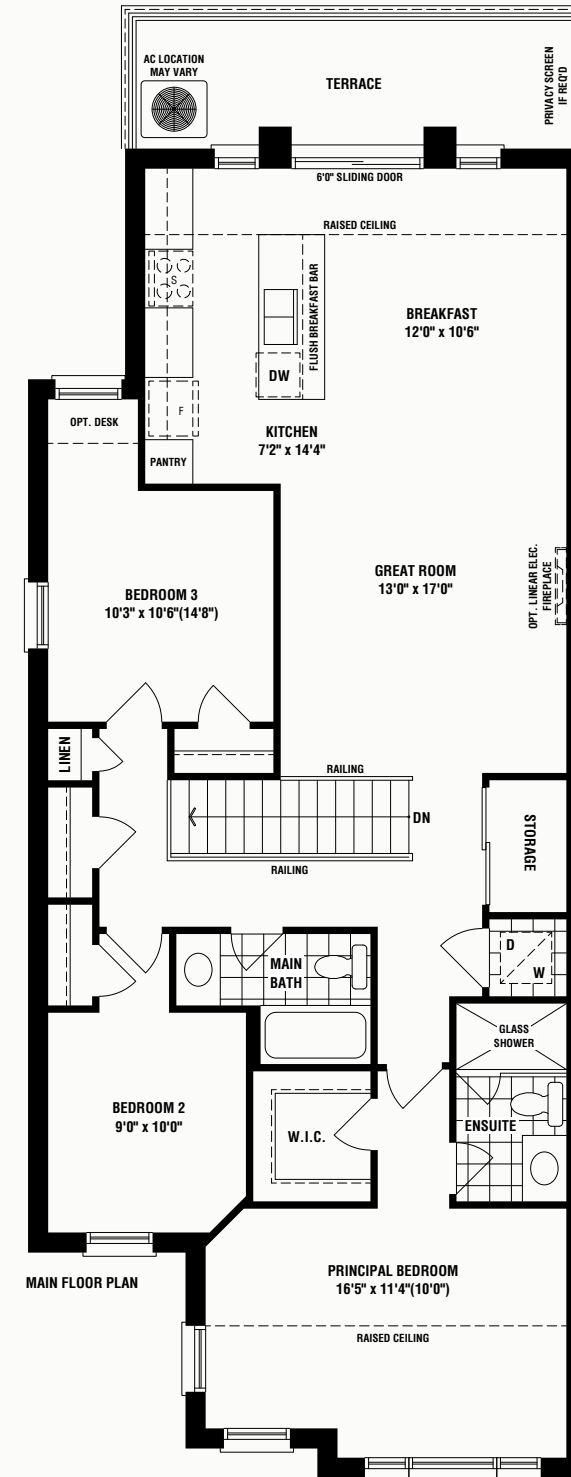 AC LOCATION
MAY VARY
TERRACE
PRIVACY SCREEN
IF REQ'D
6'0" SLIDING DOOR
RAISED CEILING
S
FLUSH BREAKFAST BAR
BREAKFAST
12'0" x 10'6"
DW
F
OPT. DESK
KITCHEN
7'2" x 14'4"
PANTRY
GREAT ROOM
13'0" x 17'0"
OPT. LINEAR ELEC.
FIREPLACE
BEDROOM 3
10'3" x 10'6"(14'8")
LINEN
RAILING
DN
STORAGE
RAILING
D
W
MAIN
BATH
GLASS
SHOWER
BEDROOM 2
9'0" x 10'0"
W.I.C.
ENSUITE
MAIN FLOOR PLAN
PRINCIPAL BEDROOM
16'5" x 11'4"(10'0")
RAISED CEILING